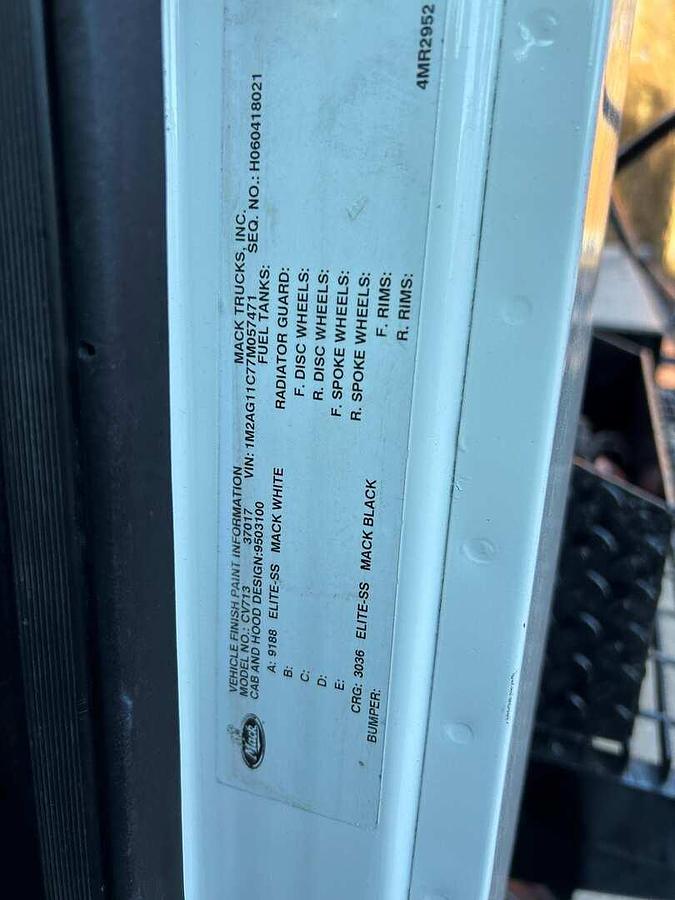 Mack
VEHICLE FINISH PAINT INFORMATION MACK TRUCKS, INC.
MODEL NO.: CV713 37017 VIN: 1M2AG11C77M057471 SEQ. NO.: H060418021
CAB AND HOOD DESIGN:9503100 FUEL TANKS:
A: 9188 ELITE-SS MACK WHITE RADIATOR GUARD:
B: F. DISC WHEELS:
C: R. DISC WHEELS:
D: F. SPOKE WHEELS:
E: R. SPOKE WHEELS:
CRG: 3036 ELITE-SS MACK BLACK F. RIMS:
BUMPER: R. RIMS:
4MR2952